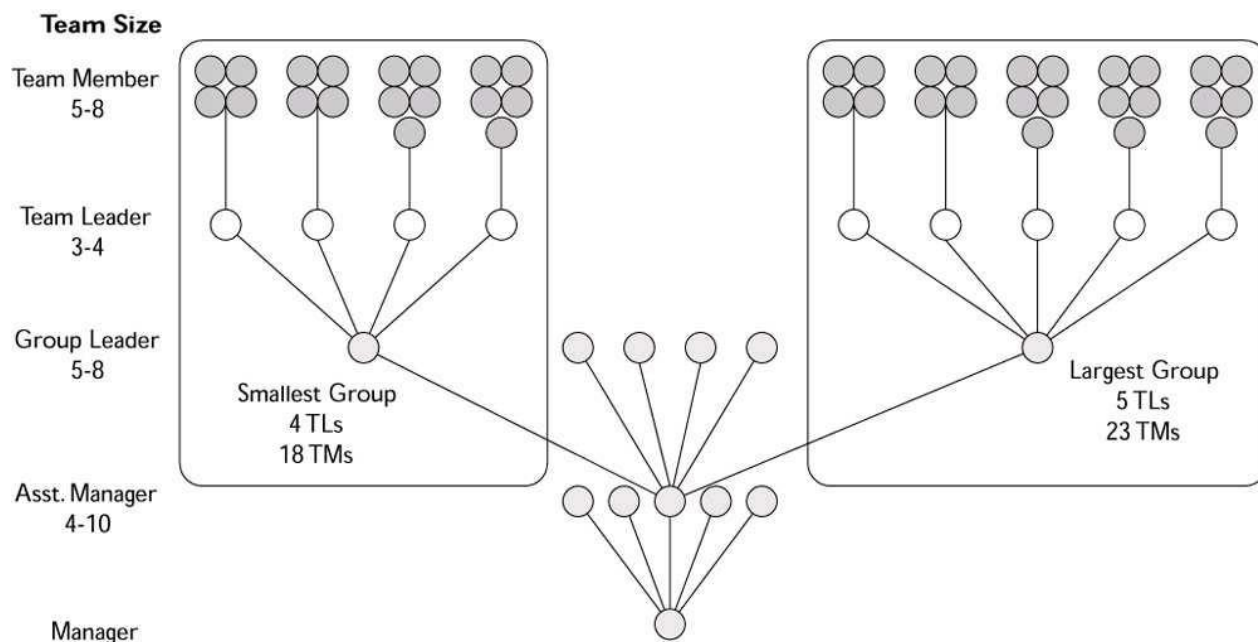 Team Size
Team Member
5-8
Team Leader
3-4
Group Leader
5-8
Smallest Group
4 TLs
18 TMs
Largest Group
5 TLs
23 TMs
Asst. Manager
4-10
Manager